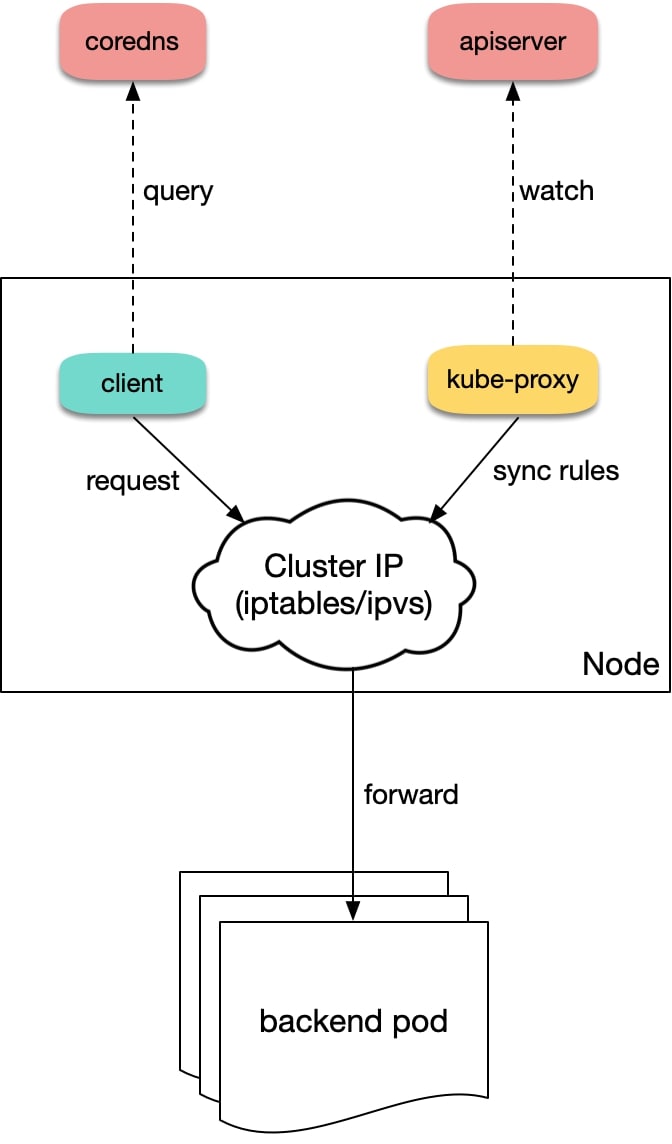 coredns
apiserver
query
watch
client
kube-proxy
request
sync rules
Cluster IP
(iptables/ipvs)
Node
forward
backend pod